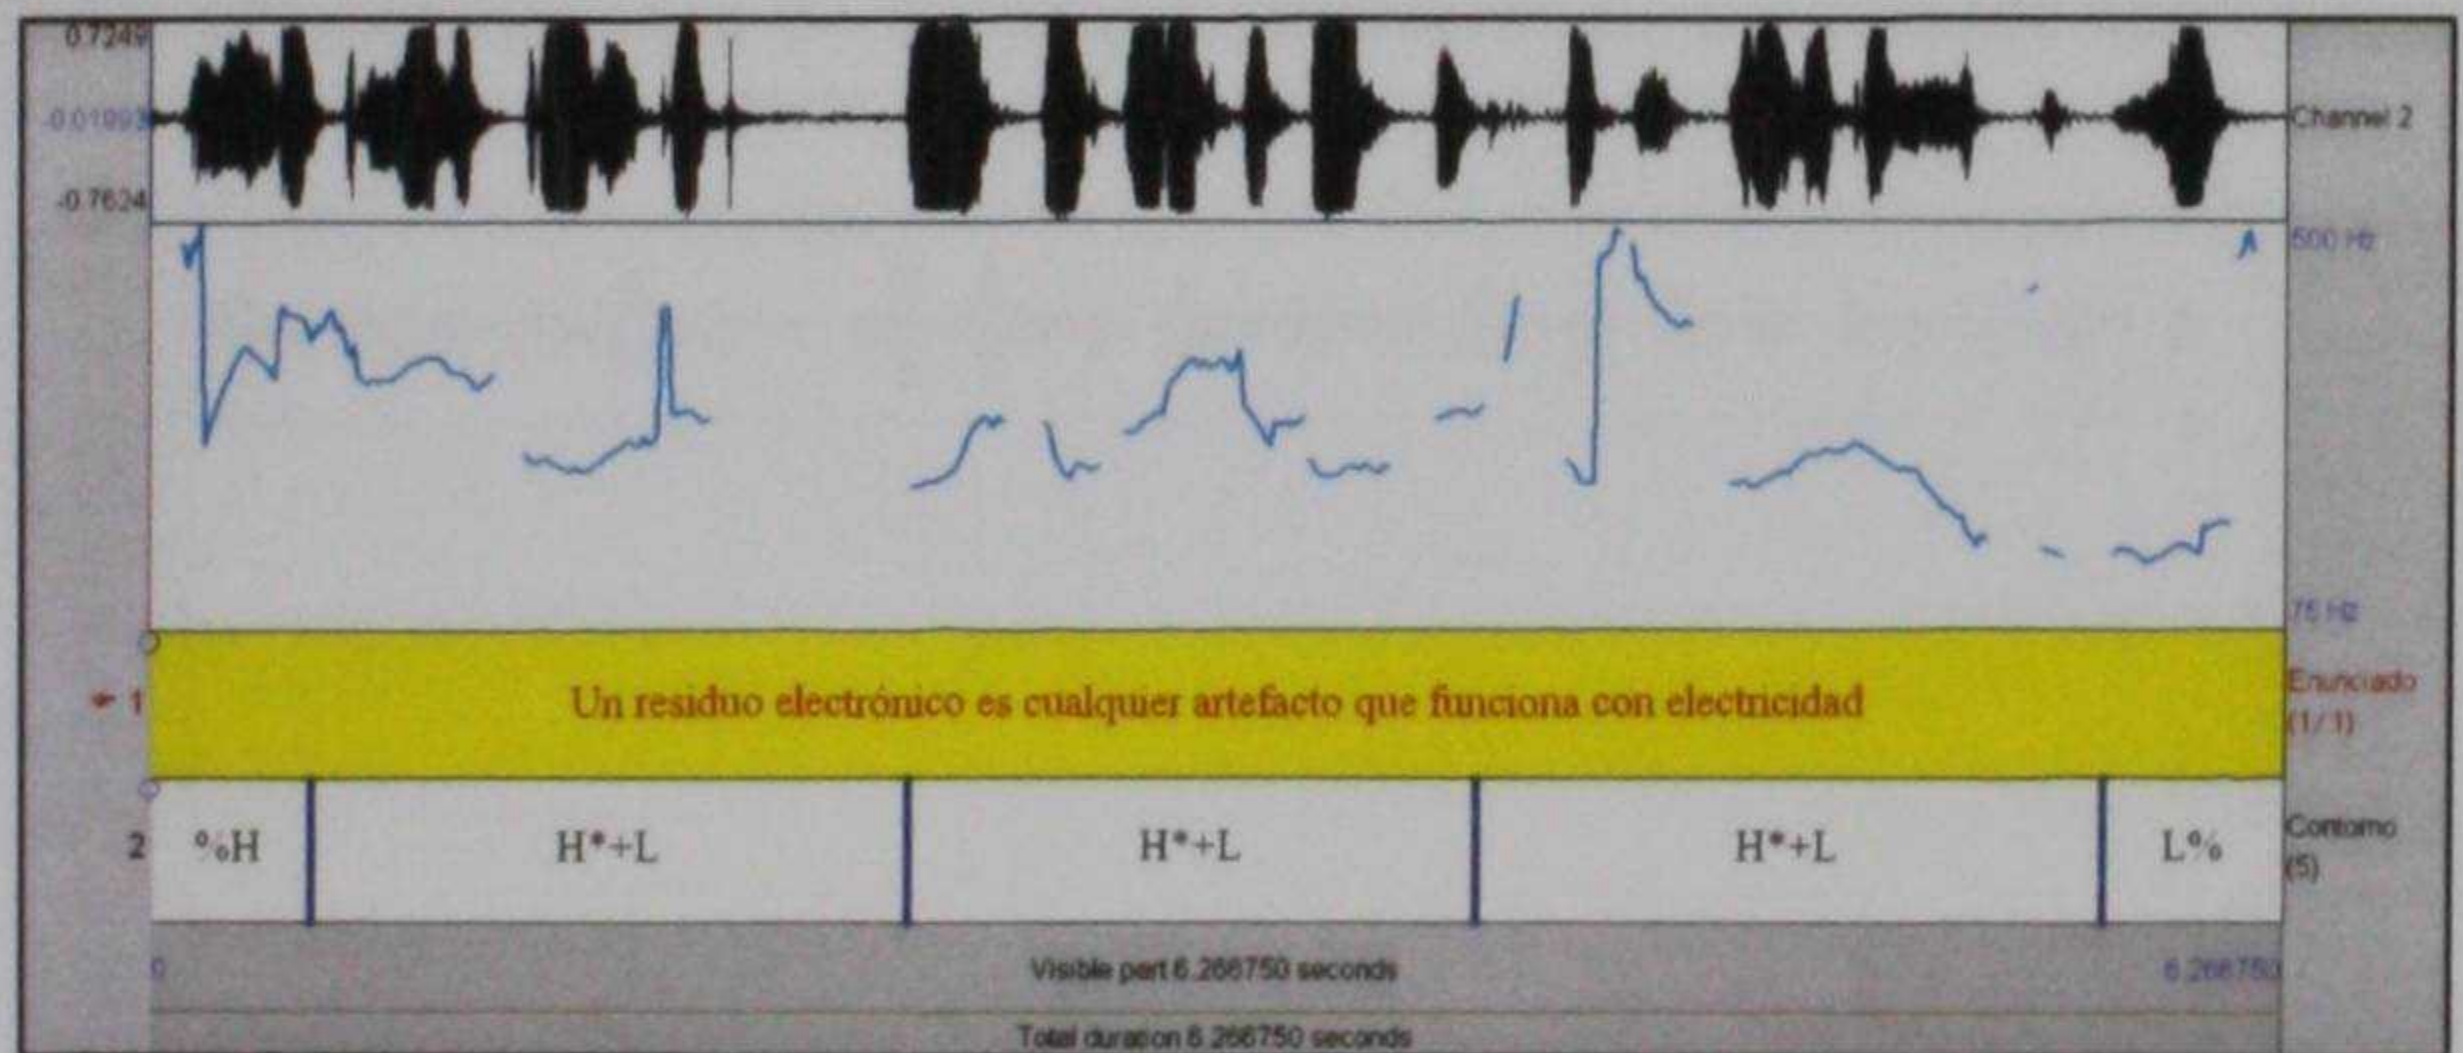 0.7249
-0.01993
Channel 2
-0.7624
500 Hz
75 Hz
1
Un residuo electrónico es cualquier artefacto que funciona con electricidad
Enunciado
(1/1)
2
%H
H*+L
H*+L
H*+L
L%
Contorno
(5)
0
Visible part 6.266750 seconds
6.266750
Total duration 6.266750 seconds